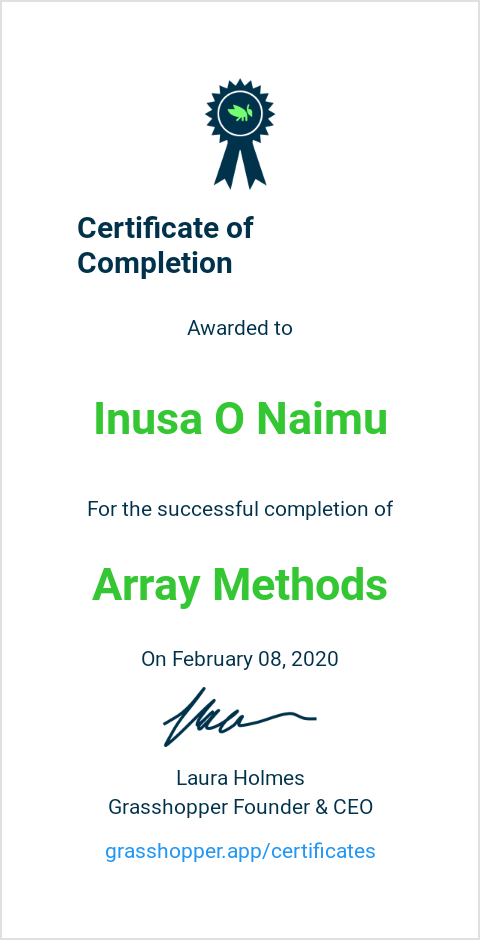 Certificate of
Completion
Awarded to
Inusa O Naimu
For the successful completion of
Array Methods
On February 08, 2020
Laura Holmes
Grasshopper Founder & CEO
grasshopper.app/certificates